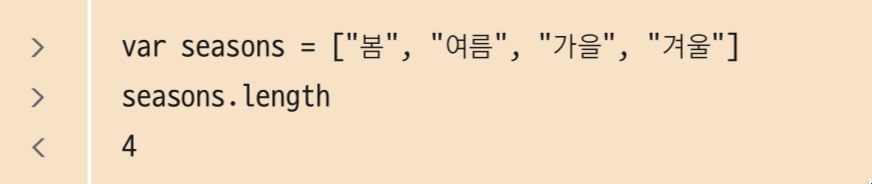 > var seasons = ["봄", "여름", "가을", "겨울"]
> seasons.length
< 4